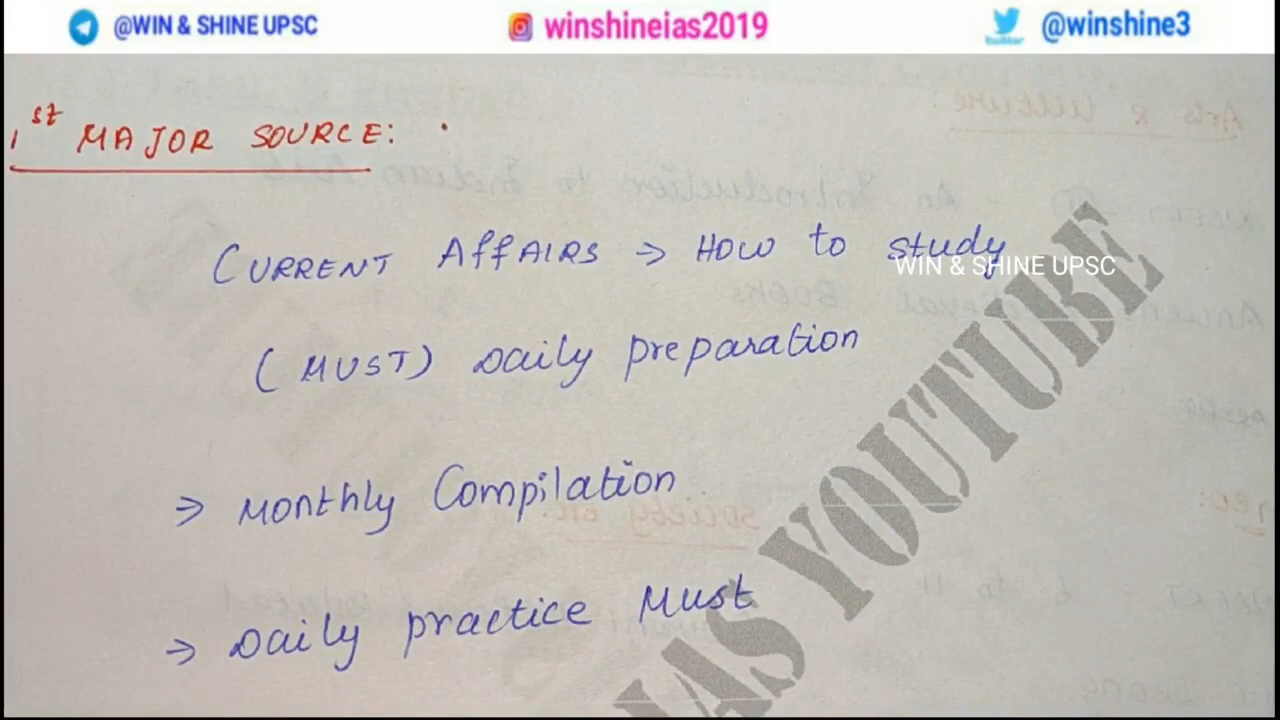 @WIN & SHINE UPSC winshineias2019 @winshine3
1st MAJOR SOURCE:
CURRENT AFFAIRS → HOW to study
WIN & SHINE UPSC
(MUST) Daily preparation
→ Monthly Compilation
→ Daily practice Must
IAS YOUTUBE